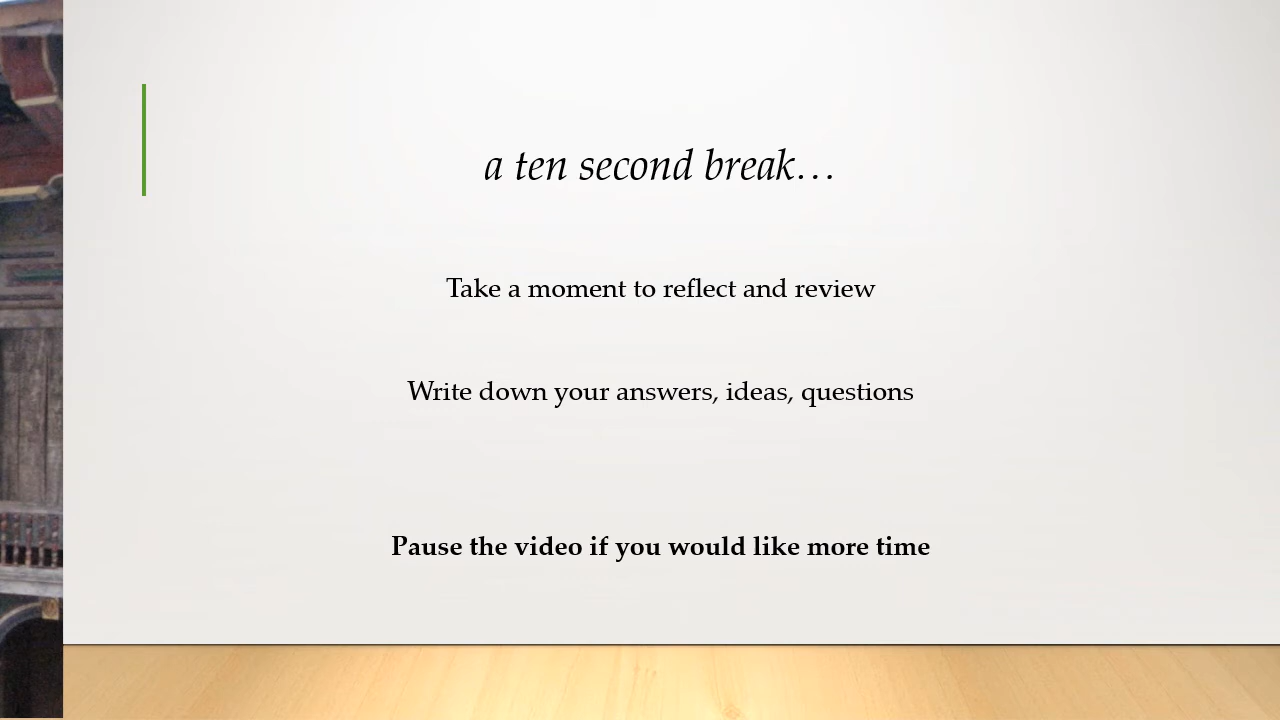 a ten second break…
Take a moment to reflect and review
Write down your answers, ideas, questions
Pause the video if you would like more time